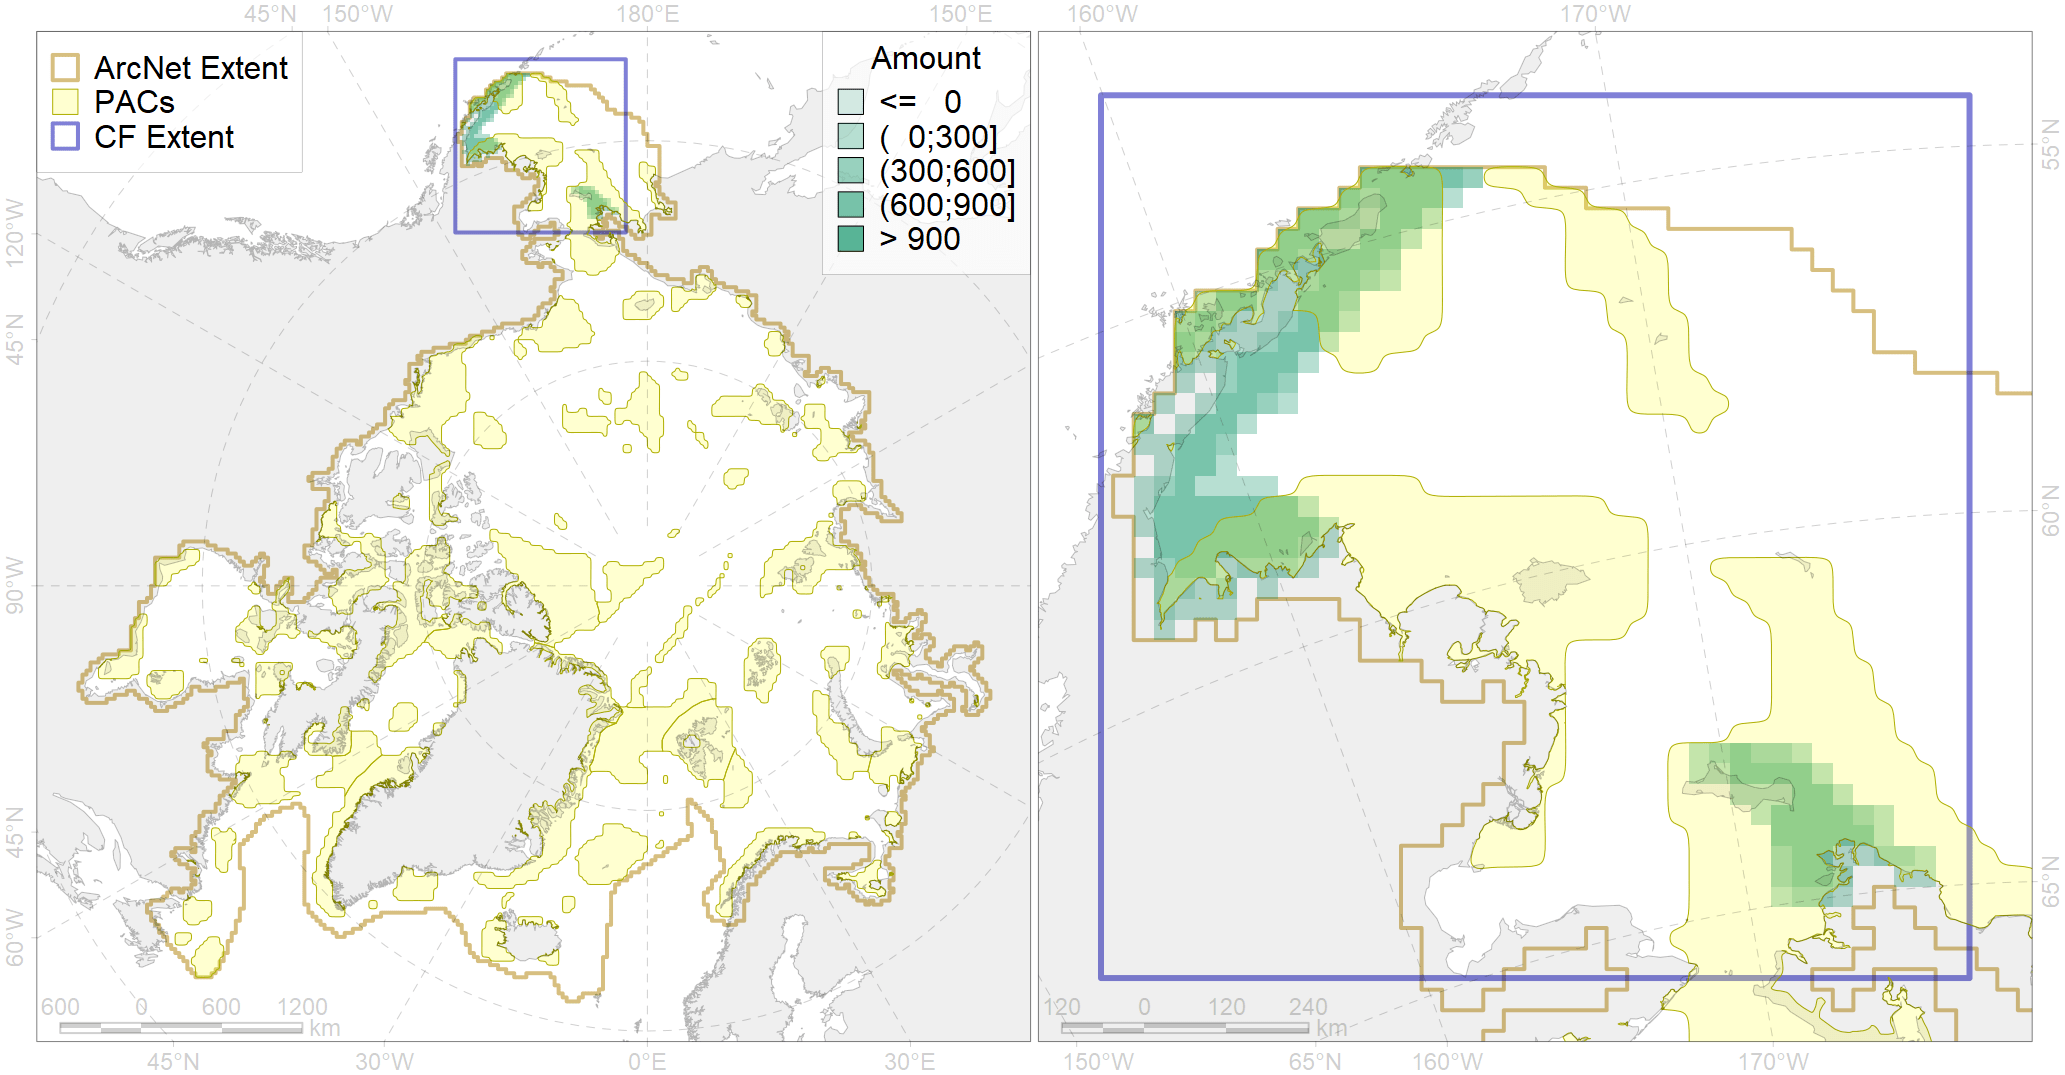 45°N 150°W 180°E 150°E 160°W 170°W
ArcNet Extent
PACs
CF Extent
Amount
<= 0
( 0;300]
(300;600]
(600;900]
> 900
120°W
45°N
90°W
45°N
60°W
55°N
60°N
65°N
600 0 600 1200
km
120 0 120 240
km
45°N 30°W 0°E 30°E 150°W 65°N 160°W 170°W